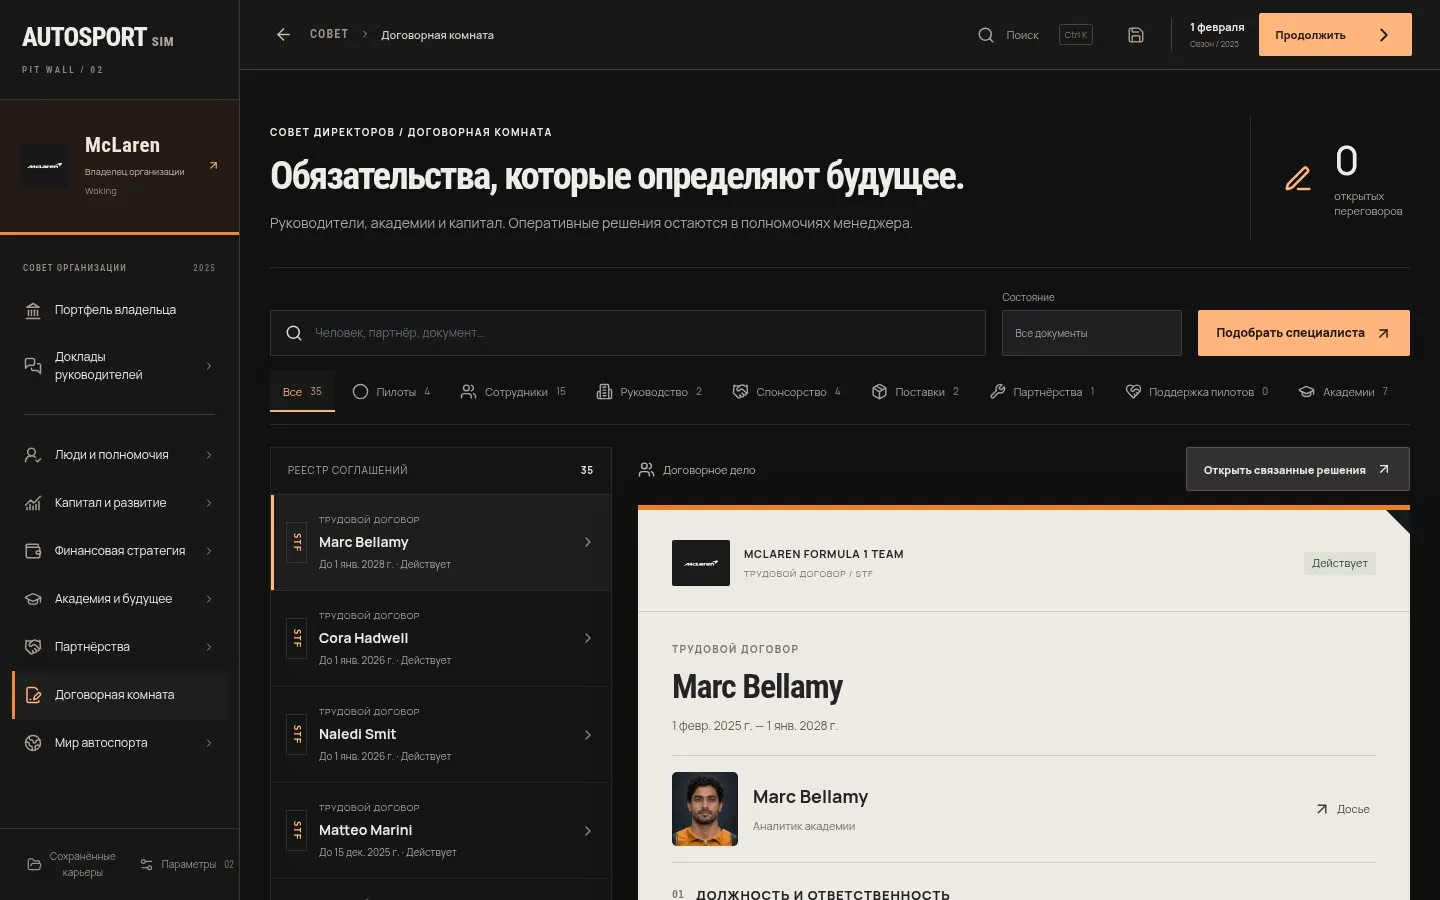 AUTOSPORT SIM
PIT WALL / 02
McLaren
McLaren
Владелец организации
Woking
СОВЕТ ОРГАНИЗАЦИИ 2025
Портфель владельца
Доклады
руководителей
Люди и полномочия
Капитал и развитие
Финансовая стратегия
Академия и будущее
Партнёрства
Договорная комната
Мир автоспорта
Сохранённые
карьеры
Параметры 02
СОВЕТ
Договорная комната
Поиск
Ctrl K
1 февраля
Сезон / 2025
Продолжить
СОВЕТ ДИРЕКТОРОВ / ДОГОВОРНАЯ КОМНАТА
Обязательства, которые определяют будущее.
Руководители, академии и капитал. Оперативные решения остаются в полномочиях менеджера.
0
открытых
переговоров
Человек, партнёр, документ…
Состояние
Все документы
Подобрать специалиста
Все 35
Пилоты 4
Сотрудники 15
Руководство 2
Спонсорство 4
Поставки 2
Партнёрства 1
Поддержка пилотов 0
Академии 7
РЕЕСТР СОГЛАШЕНИЙ 35
STF
ТРУДОВОЙ ДОГОВОР
Marc Bellamy
До 1 янв. 2028 г. · Действует
STF
ТРУДОВОЙ ДОГОВОР
Cora Hadwell
До 1 янв. 2026 г. · Действует
STF
ТРУДОВОЙ ДОГОВОР
Naledi Smit
До 1 янв. 2026 г. · Действует
STF
ТРУДОВОЙ ДОГОВОР
Matteo Marini
До 15 дек. 2025 г. · Действует
Договорное дело
Открыть связанные решения
McLaren
MCLAREN FORMULA 1 TEAM
ТРУДОВОЙ ДОГОВОР / STF
Действует
ТРУДОВОЙ ДОГОВОР
Marc Bellamy
1 февр. 2025 г. — 1 янв. 2028 г.
Marc Bellamy
Аналитик академии
Досье
01 ДОЛЖНОСТЬ И ОТВЕТСТВЕННОСТЬ